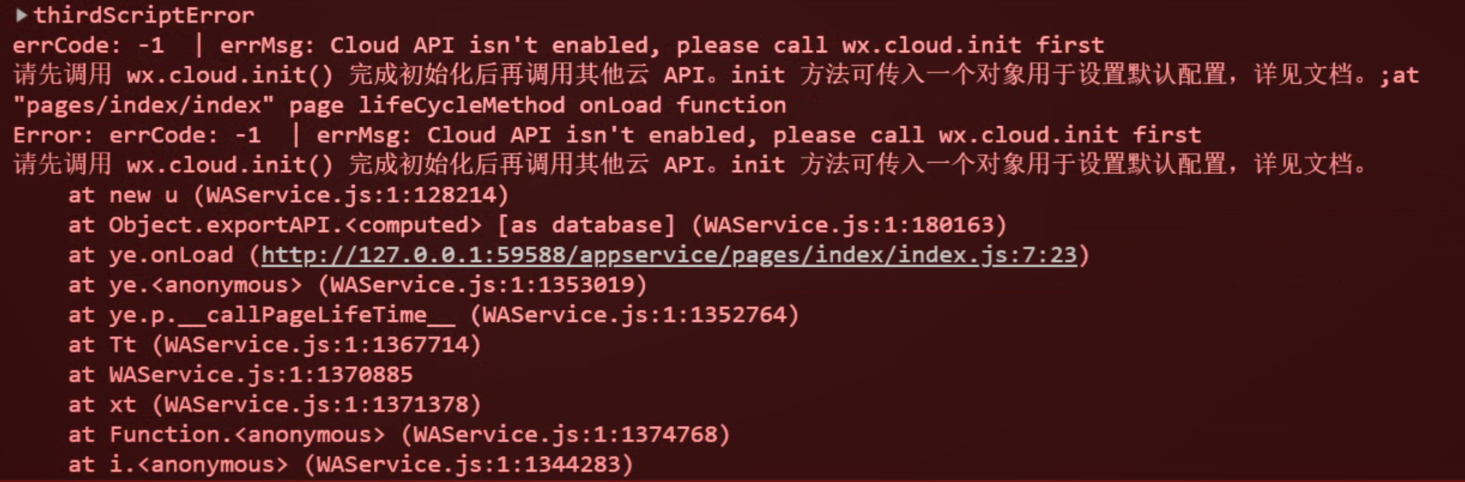 ▶thirdScriptError
errCode: -1  | errMsg: Cloud API isn't enabled, please call wx.cloud.init first
请先调用 wx.cloud.init() 完成初始化后再调用其他云 API。init 方法可传入一个对象用于设置默认配置，详见文档。;at
"pages/index/index" page lifeCycleMethod onLoad function
Error: errCode: -1  | errMsg: Cloud API isn't enabled, please call wx.cloud.init first
请先调用 wx.cloud.init() 完成初始化后再调用其他云 API。init 方法可传入一个对象用于设置默认配置，详见文档。
at new u (WAService.js:1:128214)
at Object.exportAPI.<computed> [as database] (WAService.js:1:180163)
at ye.onLoad (http://127.0.0.1:59588/appservice/pages/index/index.js:7:23)
at ye.<anonymous> (WAService.js:1:1353019)
at ye.p.__callPageLifeTime__ (WAService.js:1:1352764)
at Tt (WAService.js:1:1367714)
at WAService.js:1:1370885
at xt (WAService.js:1:1371378)
at Function.<anonymous> (WAService.js:1:1374768)
at i.<anonymous> (WAService.js:1:1344283)